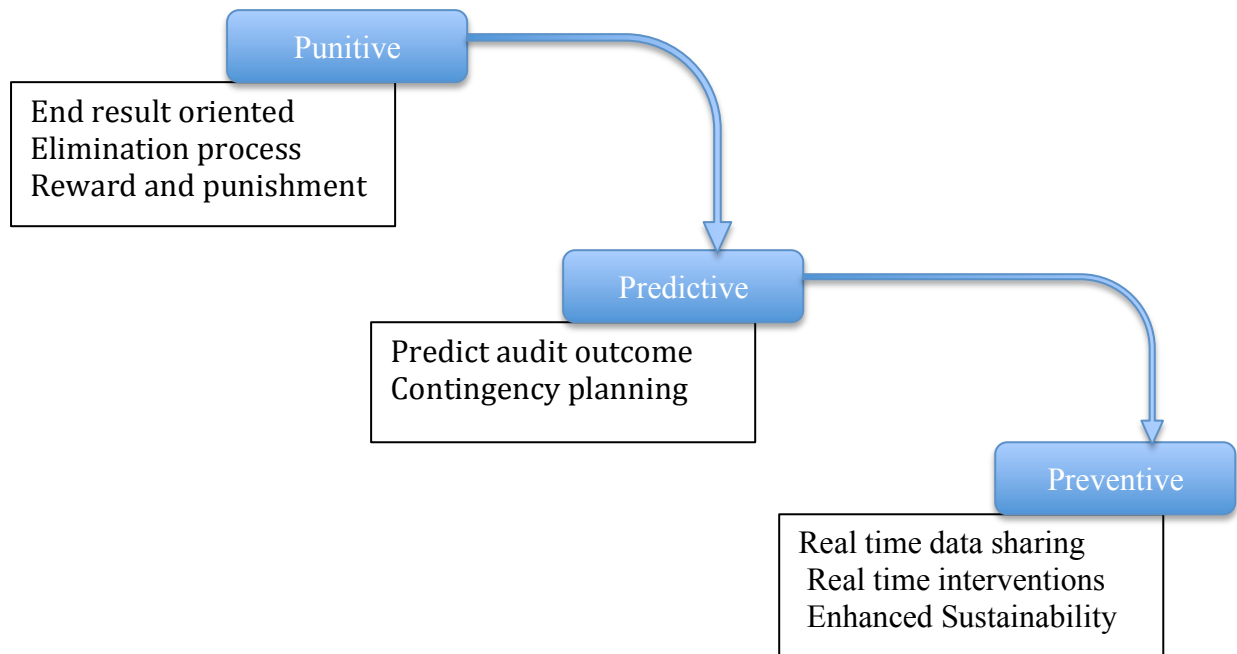 Punitive
End result oriented
Elimination process
Reward and punishment
Predictive
Predict audit outcome
Contingency planning
Preventive
Real time data sharing
Real time interventions
Enhanced Sustainability